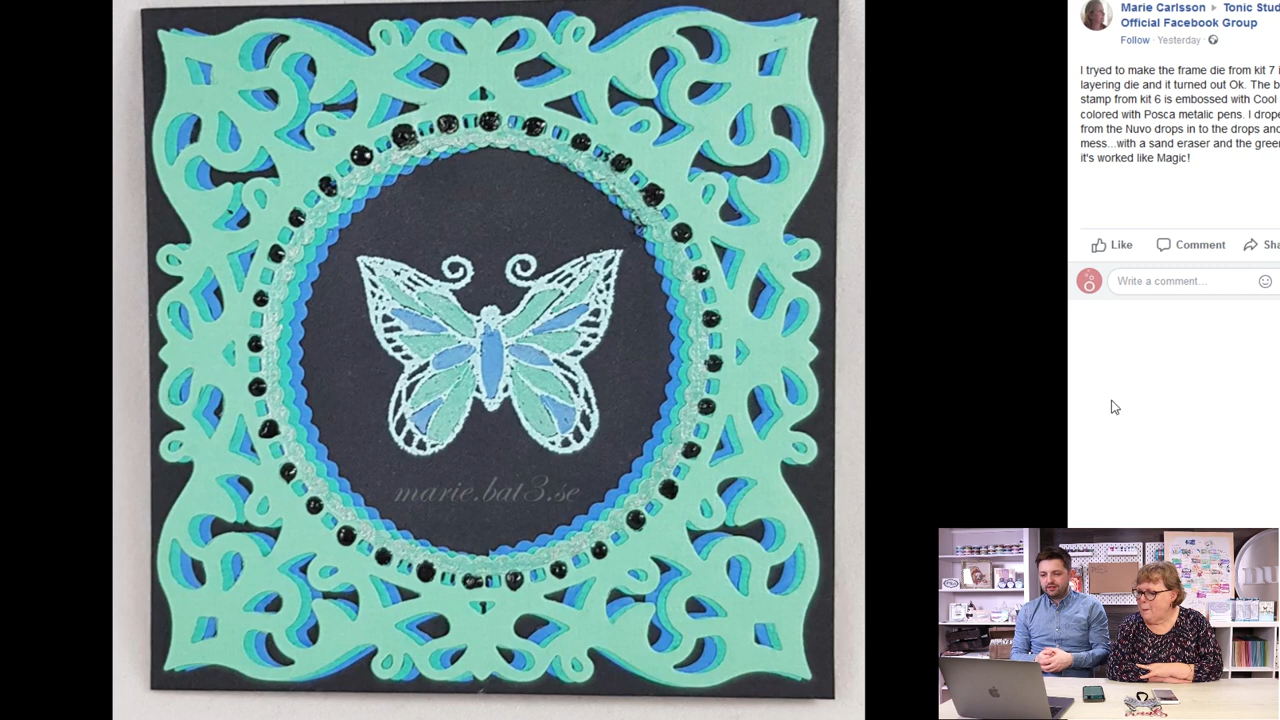 Marie Carlsson ▸ Tonic Stud
Official Facebook Group
Follow · Yesterday ·
I tryed to make the frame die from kit 7 i
layering die and it turned out Ok. The b
stamp from kit 6 is embossed with Cool
colored with Posca metalic pens. I drope
from the Nuvo drops in to the drops and
mess...with a sand eraser and the gree
it's worked like Magic!
Like Comment Sha
Write a comment...
marie.bat3.se